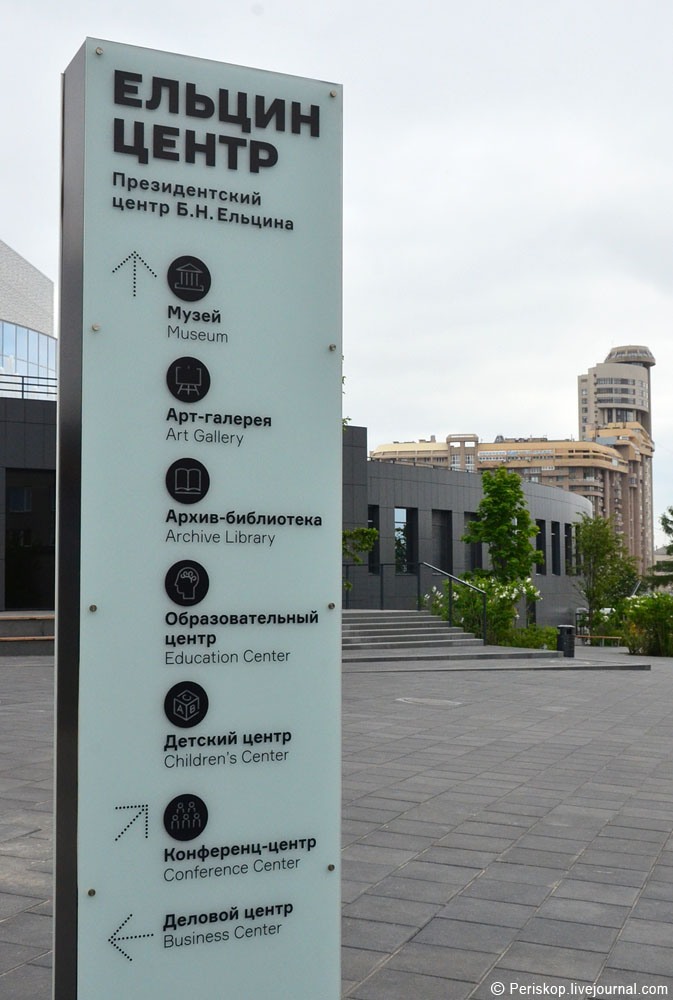 ЕЛЬЦИН
ЦЕНТР
Президентский
центр Б.Н. Ельцина
Музей
Museum
Арт-галерея
Art Gallery
Архив-библиотека
Archive Library
Образовательный
центр
Education Center
Детский центр
Children's Center
Конференц-центр
Conference Center
Деловой центр
Business Center
© Periskop.livejournal.com